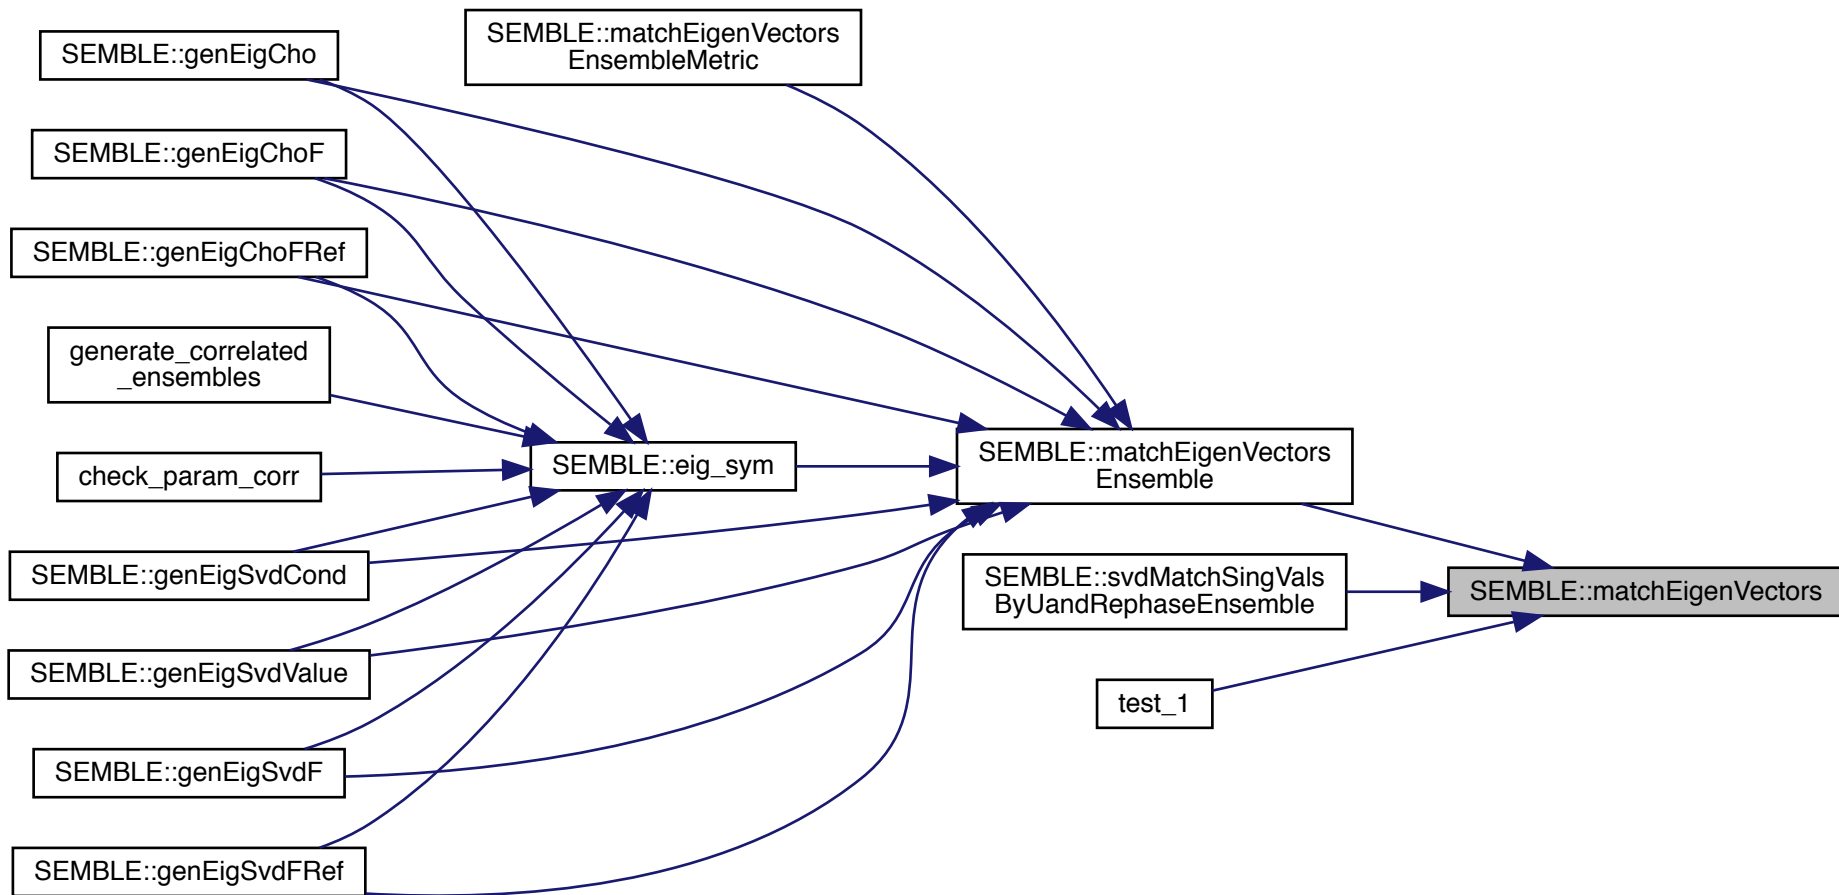 SEMBLE::genEigCho
SEMBLE::matchEigenVectors
EnsembleMetric
SEMBLE::genEigChoF
SEMBLE::genEigChoFRef
generate_correlated
_ensembles
check_param_corr
SEMBLE::eig_sym
SEMBLE::matchEigenVectors
Ensemble
SEMBLE::genEigSvdCond
SEMBLE::svdMatchSingVals
ByUandRephaseEnsemble
SEMBLE::matchEigenVectors
SEMBLE::genEigSvdValue
test_1
SEMBLE::genEigSvdF
SEMBLE::genEigSvdFRef